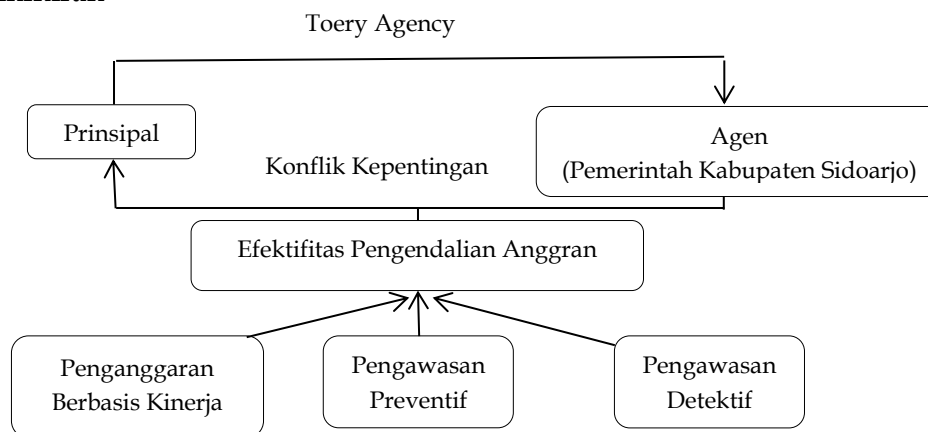 Toery Agency
Prinsipal
Agen
(Pemerintah Kabupaten Sidoarjo)
Konflik Kepentingan
Efektifitas Pengendalian Anggran
Penganggaran
Berbasis Kinerja
Pengawasan
Preventif
Pengawasan
Detektif